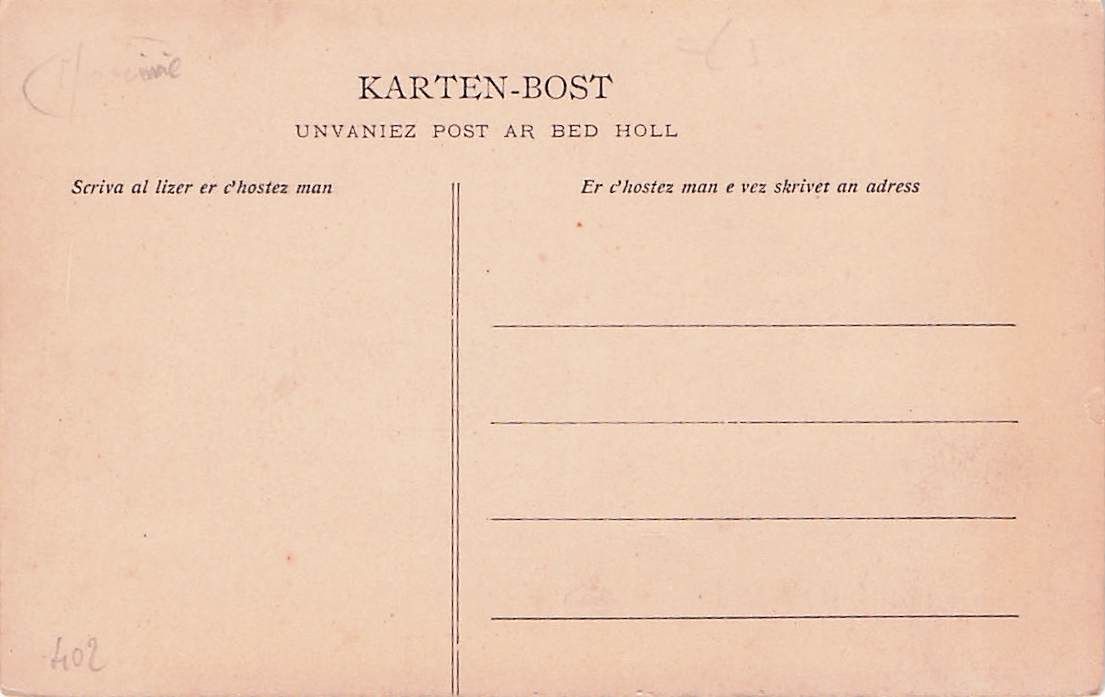 KARTEN-BOST
UNVANIEZ POST AR BED HOLL
Scriva al lizer er c'hostez man
Er c'hostez man e vez skrivet an adress
402